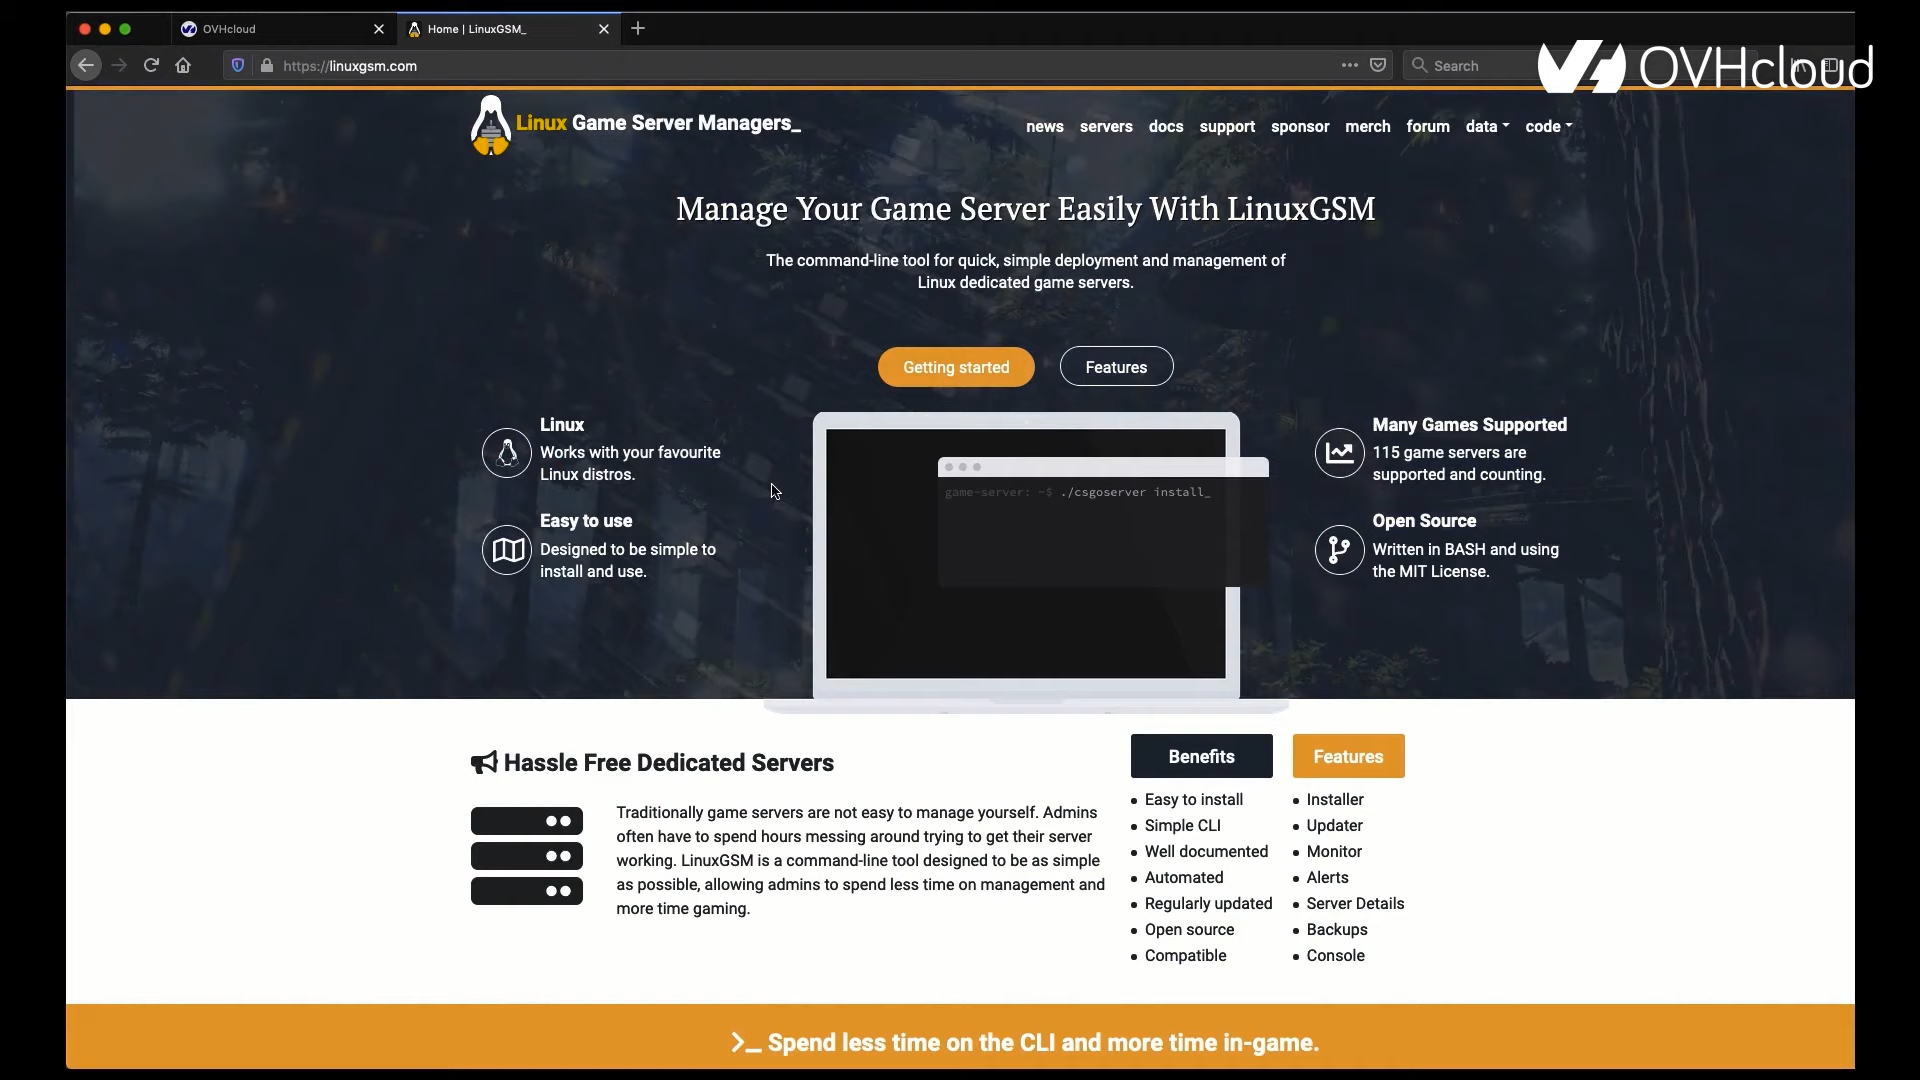 OVHcloud
Home | LinuxGSM_
https://linuxgsm.com
Search
OVHcloud
Linux Game Server Managers_
news servers docs support sponsor merch forum data code
Manage Your Game Server Easily With LinuxGSM
The command-line tool for quick, simple deployment and management of
Linux dedicated game servers.
Getting started Features
Linux
Works with your favourite
Linux distros.
Easy to use
Designed to be simple to
install and use.
game-server: ~$ ./csgoserver install_
Many Games Supported
115 game servers are
supported and counting.
Open Source
Written in BASH and using
the MIT License.
Hassle Free Dedicated Servers
Traditionally game servers are not easy to manage yourself. Admins
often have to spend hours messing around trying to get their server
working. LinuxGSM is a command-line tool designed to be as simple
as possible, allowing admins to spend less time on management and
more time gaming.
Benefits
Easy to install
Simple CLI
Well documented
Automated
Regularly updated
Open source
Compatible
Features
Installer
Updater
Monitor
Alerts
Server Details
Backups
Console
>_ Spend less time on the CLI and more time in-game.